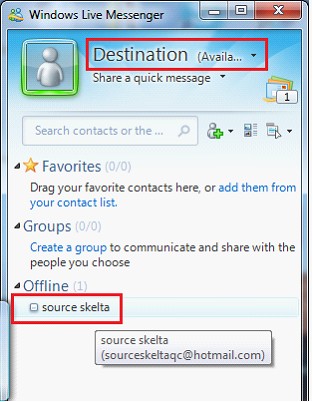 Windows Live Messenger
Destination (Availa...
Share a quick message
1
Search contacts or the ...
Favorites (0/0)
Drag your favorite contacts here, or add them from
your contact list.
Groups (0/0)
Create a group to communicate and share with the
people you choose
Offline (1)
source skelta
source skelta
(sourceskeltaqc@hotmail.com)